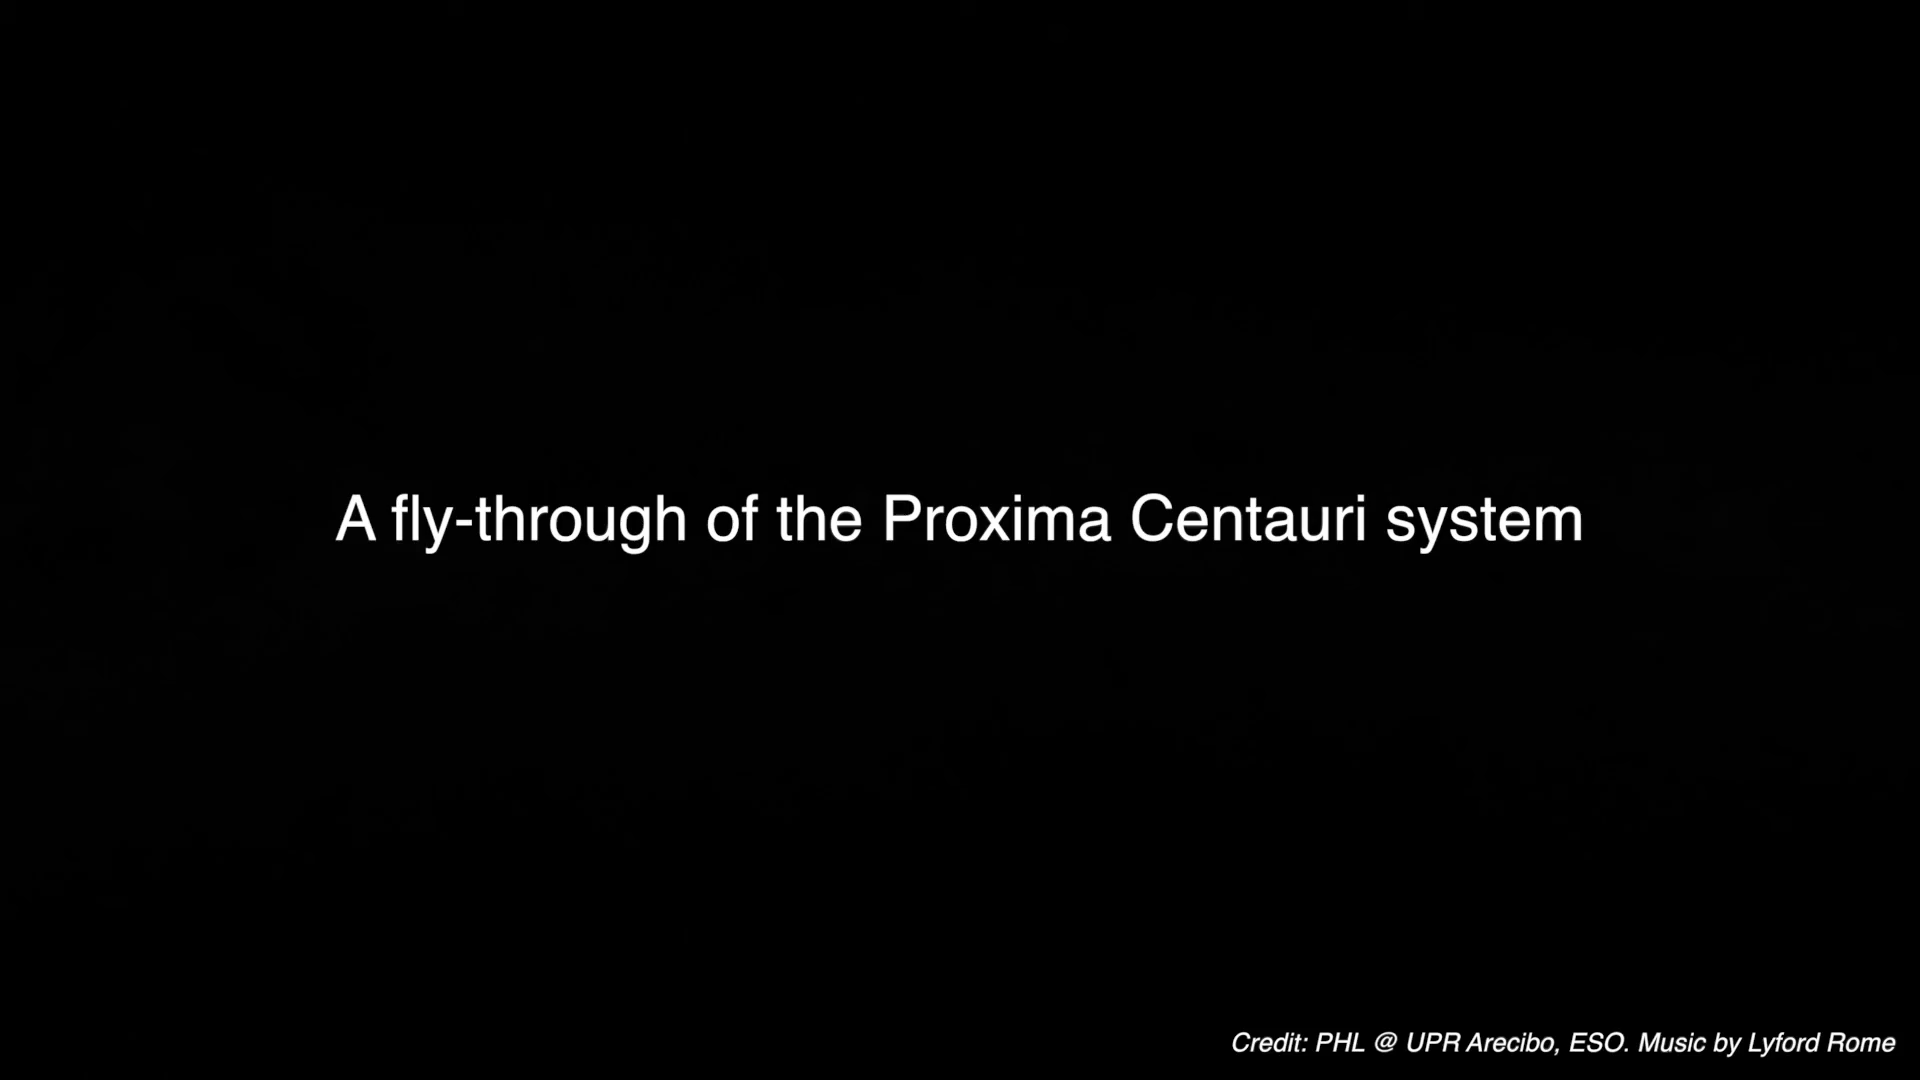 A fly-through of the Proxima Centauri system
Credit: PHL @ UPR Arecibo, ESO. Music by Lyford Rome